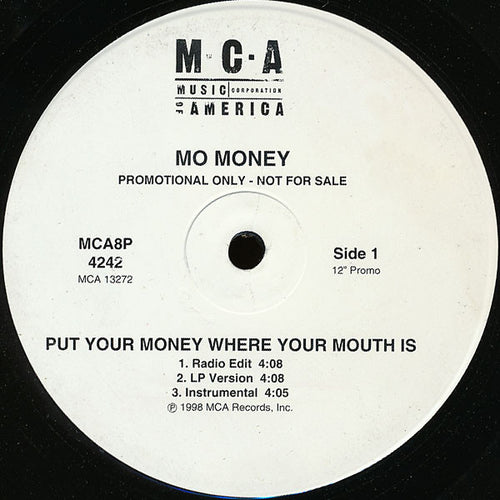 M·C·A
MUSIC CORPORATION
OF AMERICA
MO MONEY
PROMOTIONAL ONLY - NOT FOR SALE
MCA8P
4242
MCA 13272
Side 1
12" Promo
PUT YOUR MONEY WHERE YOUR MOUTH IS
1. Radio Edit 4:08
2. LP Version 4:08
3. Instrumental 4:05
℗ 1998 MCA Records, Inc.